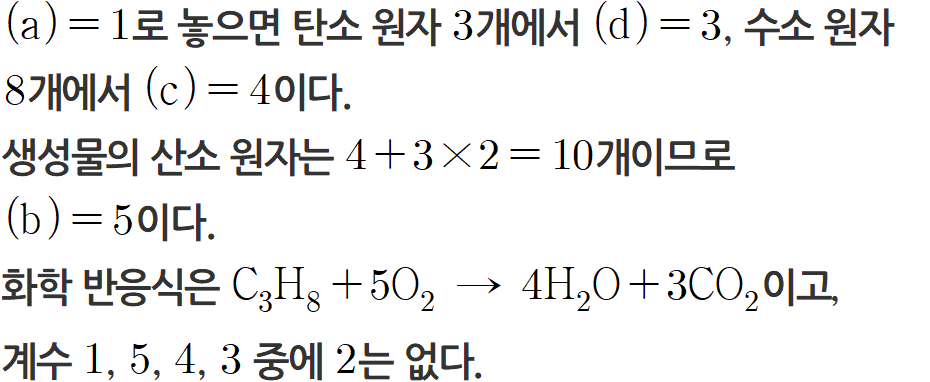 (a) = 1로 놓으면 탄소 원자 3개에서 (d) = 3, 수소 원자
8개에서 (c) = 4이다.
생성물의 산소 원자는 4+3×2 = 10개이므로
(b) = 5이다.
화학 반응식은 C₃H₈ + 5O₂ → 4H₂O + 3CO₂이고,
계수 1, 5, 4, 3 중에 2는 없다.